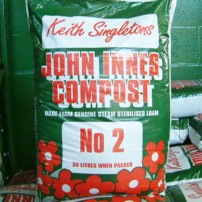 Keith Singletons
JOHN INNES
COMPOST
MADE FROM GENUINE STEAM STERILISED LOAM
No 2
33 LITRES WHEN PACKED